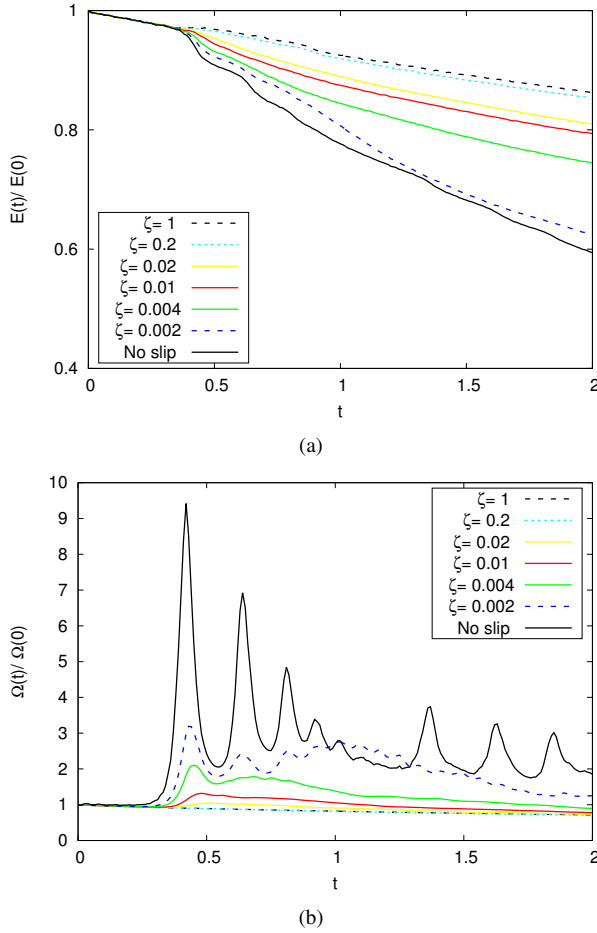 1
0.8
0.6
0.4
E(t)/ E(0)
ζ= 1
ζ= 0.2
ζ= 0.02
ζ= 0.01
ζ= 0.004
ζ= 0.002
No slip
0 0.5 1 1.5 2
t
(a)
10
9
8
7
6
5
4
3
2
1
0
Ω(t)/ Ω(0)
ζ= 1
ζ= 0.2
ζ= 0.02
ζ= 0.01
ζ= 0.004
ζ= 0.002
No slip
0 0.5 1 1.5 2
t
(b)